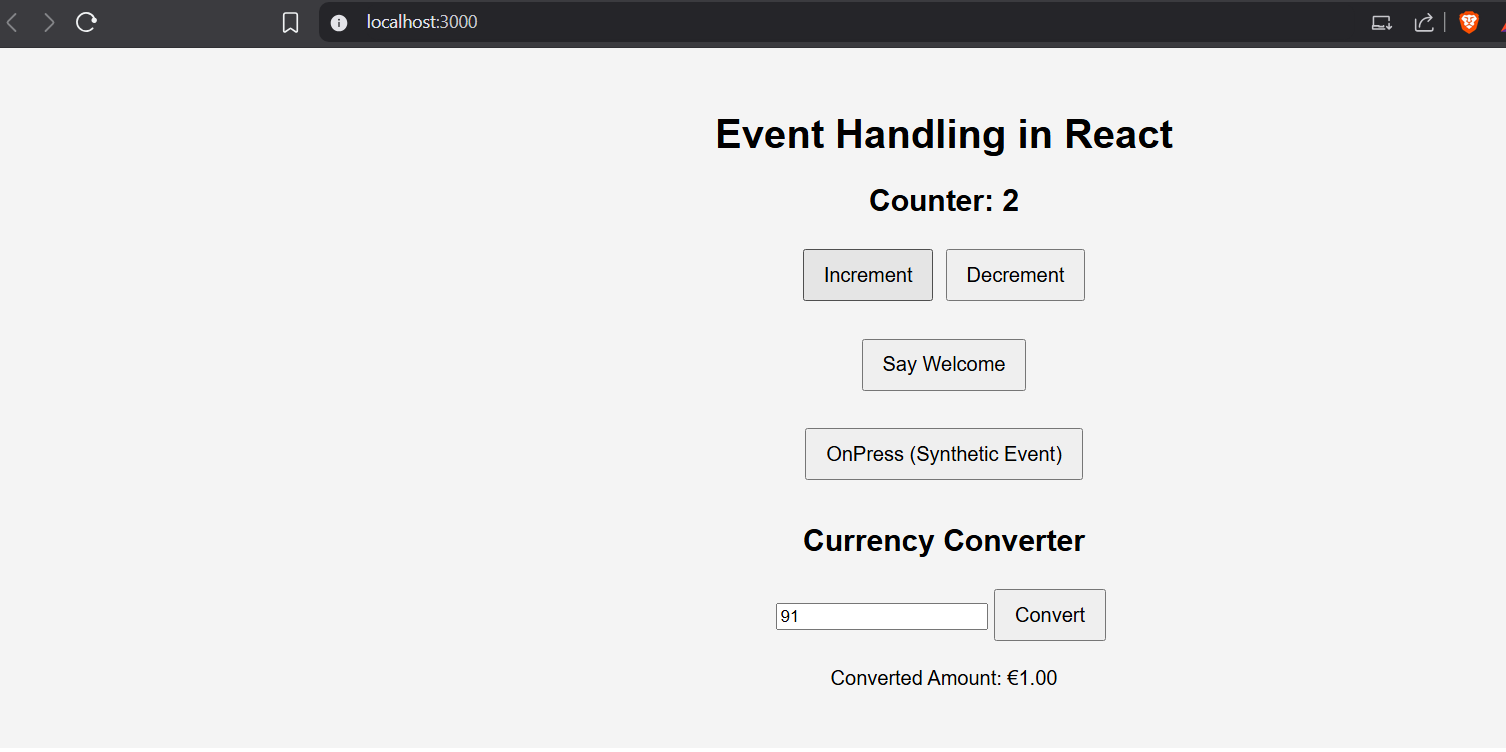 localhost:3000
Event Handling in React
Counter: 2
Increment Decrement
Say Welcome
OnPress (Synthetic Event)
Currency Converter
91 Convert
Converted Amount: €1.00